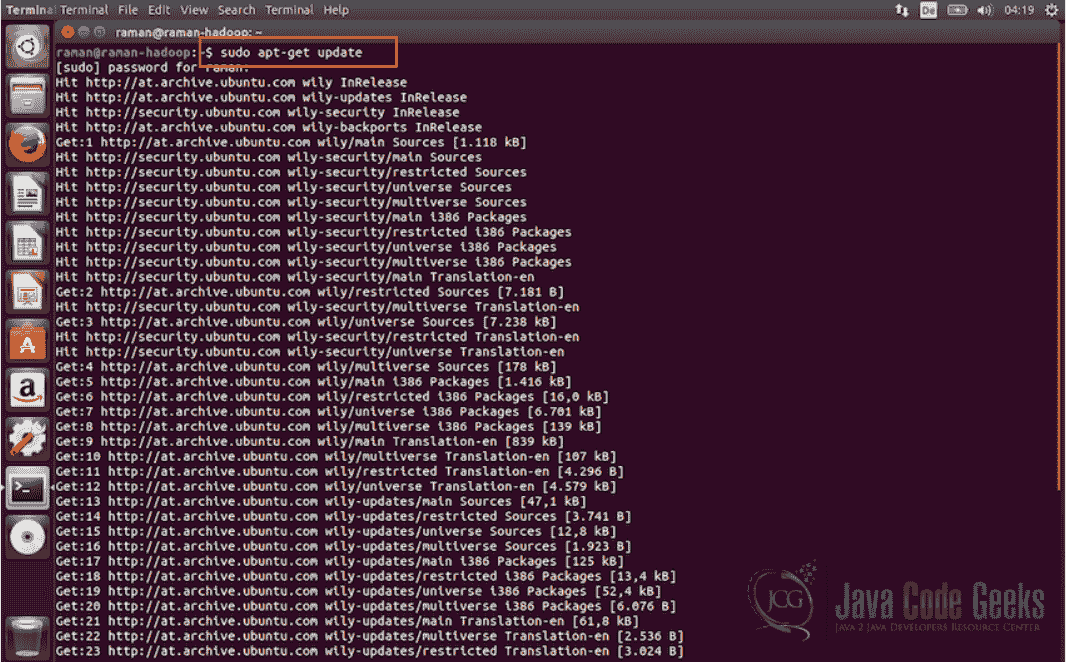 Terminal Terminal File Edit View Search Terminal Help De 04:19
raman@raman-hadoop: ~
raman@raman-hadoop:~$ sudo apt-get update
[sudo] password for raman:
Hit http://at.archive.ubuntu.com wily InRelease
Hit http://at.archive.ubuntu.com wily-updates InRelease
Hit http://security.ubuntu.com wily-security InRelease
Hit http://at.archive.ubuntu.com wily-backports InRelease
Get:1 http://at.archive.ubuntu.com wily/main Sources [1.118 kB]
Hit http://security.ubuntu.com wily-security/main Sources
Hit http://security.ubuntu.com wily-security/restricted Sources
Hit http://security.ubuntu.com wily-security/universe Sources
Hit http://security.ubuntu.com wily-security/multiverse Sources
Hit http://security.ubuntu.com wily-security/main i386 Packages
Hit http://security.ubuntu.com wily-security/restricted i386 Packages
Hit http://security.ubuntu.com wily-security/universe i386 Packages
Hit http://security.ubuntu.com wily-security/multiverse i386 Packages
Hit http://security.ubuntu.com wily-security/main Translation-en
Get:2 http://at.archive.ubuntu.com wily/restricted Sources [7.181 B]
Hit http://security.ubuntu.com wily-security/multiverse Translation-en
Get:3 http://at.archive.ubuntu.com wily/universe Sources [7.238 kB]
Hit http://security.ubuntu.com wily-security/restricted Translation-en
Hit http://security.ubuntu.com wily-security/universe Translation-en
Get:4 http://at.archive.ubuntu.com wily/multiverse Sources [178 kB]
Get:5 http://at.archive.ubuntu.com wily/main i386 Packages [1.416 kB]
Get:6 http://at.archive.ubuntu.com wily/restricted i386 Packages [16,0 kB]
Get:7 http://at.archive.ubuntu.com wily/universe i386 Packages [6.701 kB]
Get:8 http://at.archive.ubuntu.com wily/multiverse i386 Packages [139 kB]
Get:9 http://at.archive.ubuntu.com wily/main Translation-en [839 kB]
Get:10 http://at.archive.ubuntu.com wily/multiverse Translation-en [107 kB]
Get:11 http://at.archive.ubuntu.com wily/restricted Translation-en [4.296 B]
Get:12 http://at.archive.ubuntu.com wily/universe Translation-en [4.579 kB]
Get:13 http://at.archive.ubuntu.com wily-updates/main Sources [47,1 kB]
Get:14 http://at.archive.ubuntu.com wily-updates/restricted Sources [3.741 B]
Get:15 http://at.archive.ubuntu.com wily-updates/universe Sources [12,8 kB]
Get:16 http://at.archive.ubuntu.com wily-updates/multiverse Sources [1.923 B]
Get:17 http://at.archive.ubuntu.com wily-updates/main i386 Packages [125 kB]
Get:18 http://at.archive.ubuntu.com wily-updates/restricted i386 Packages [13,4 kB]
Get:19 http://at.archive.ubuntu.com wily-updates/universe i386 Packages [52,4 kB]
Get:20 http://at.archive.ubuntu.com wily-updates/multiverse i386 Packages [6.076 B]
Get:21 http://at.archive.ubuntu.com wily-updates/main Translation-en [61,8 kB]
Get:22 http://at.archive.ubuntu.com wily-updates/multiverse Translation-en [2.536 B]
Get:23 http://at.archive.ubuntu.com wily-updates/restricted Translation-en [3.024 B]
JCG Java Code Geeks
JAVA 2 JAVA DEVELOPERS RESOURCE CENTER